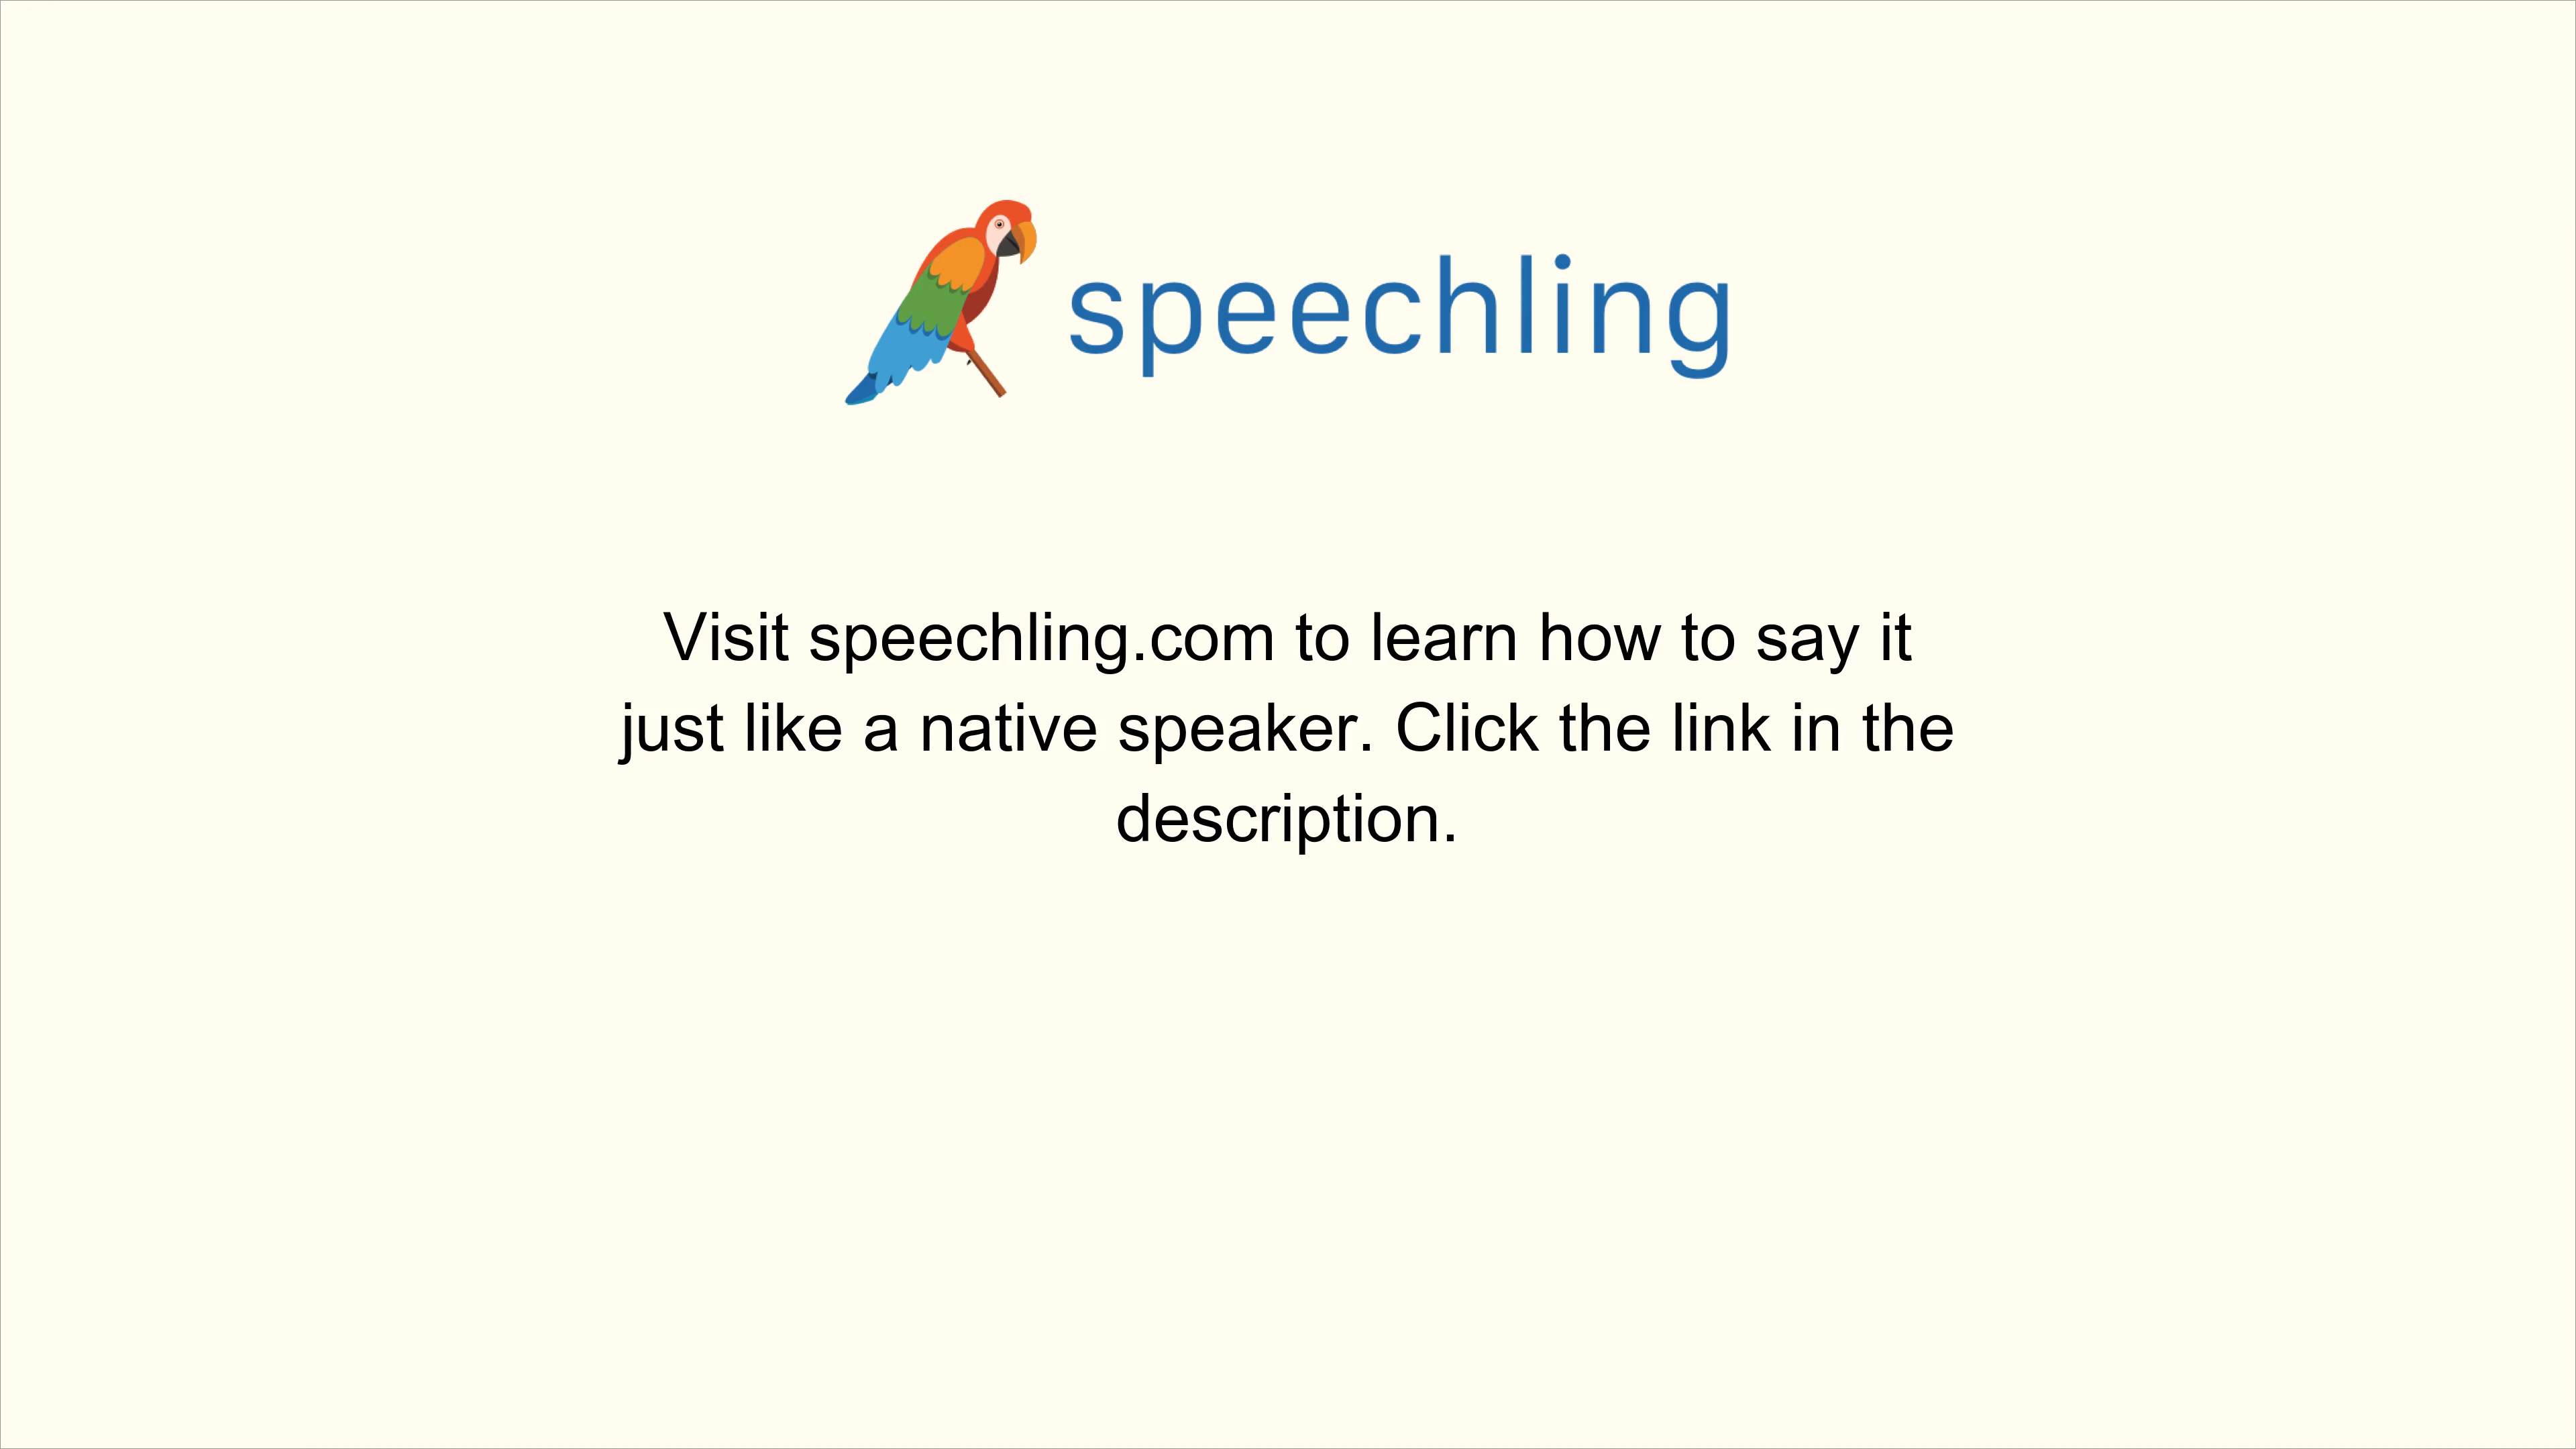 speechling
Visit speechling.com to learn how to say it
just like a native speaker. Click the link in the
description.